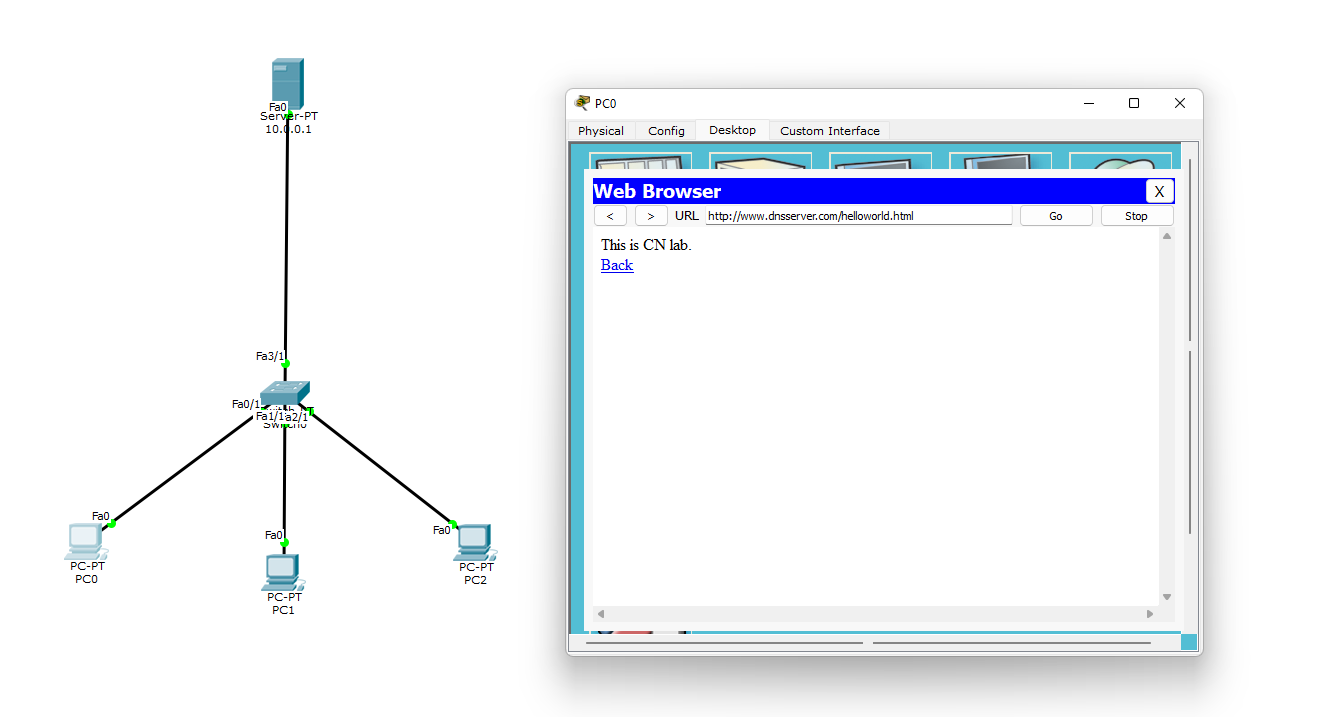 Fa0
Server-PT
10.0.0.1
Fa3/1
Fa0/1
Fa1/1
a2/1
Fa0
PC-PT
PC0
Fa0
PC-PT
PC1
Fa0
PC-PT
PC2
PC0
Physical Config Desktop Custom Interface
Web Browser X
< > URL http://www.dnsserver.com/helloworld.html Go Stop
This is CN lab.
Back